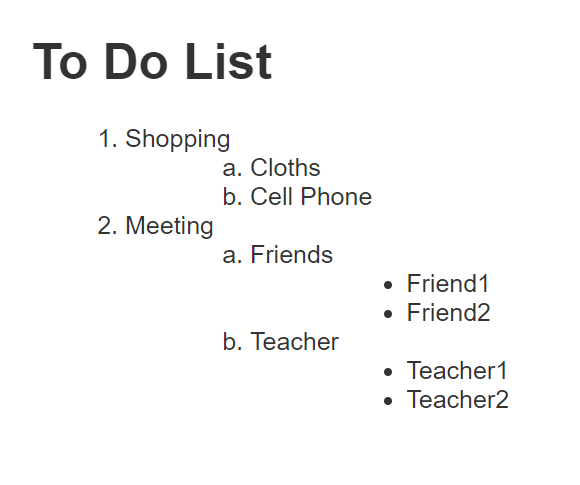 To Do List
1. Shopping
a. Cloths
b. Cell Phone
2. Meeting
a. Friends
• Friend1
• Friend2
b. Teacher
• Teacher1
• Teacher2